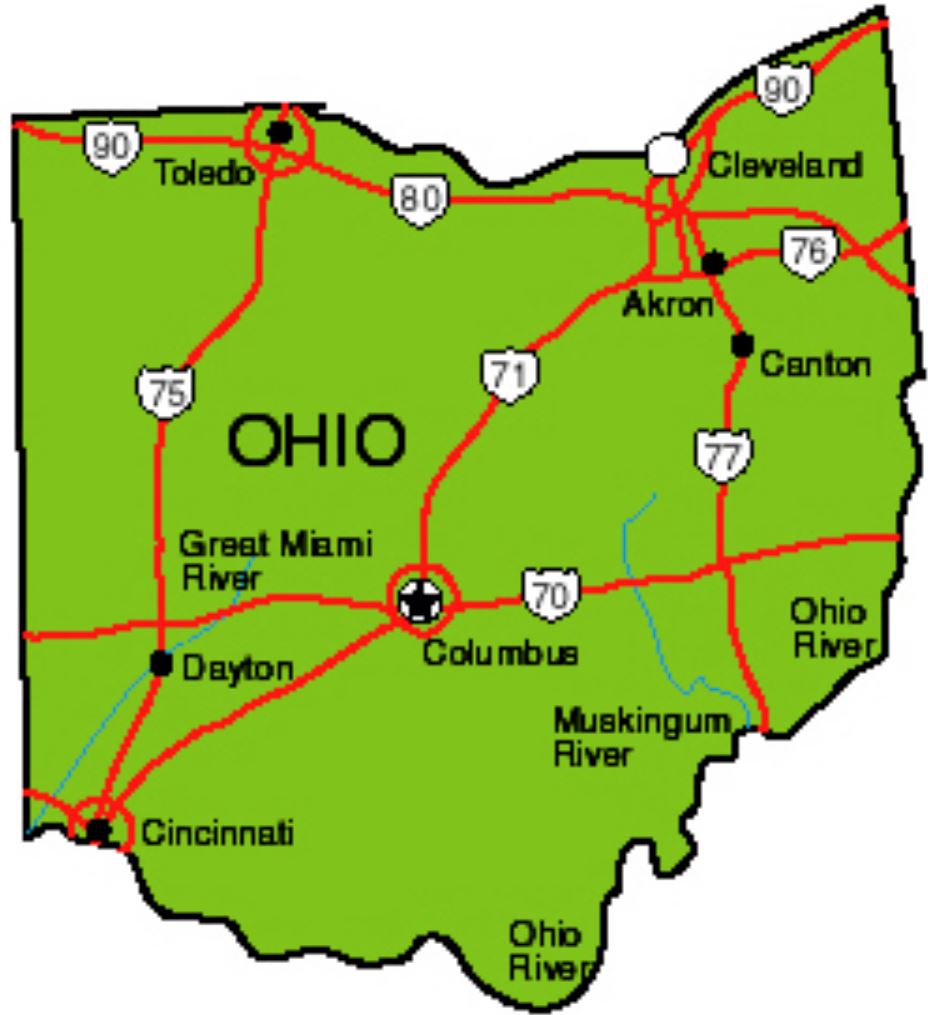 90
90
Toledo
Cleveland
80
76
Akron
75
71
Canton
OHIO
77
Great Miami
River
70
Columbus
Ohio
River
Dayton
Muskingum
River
Cincinnati
Ohio
River